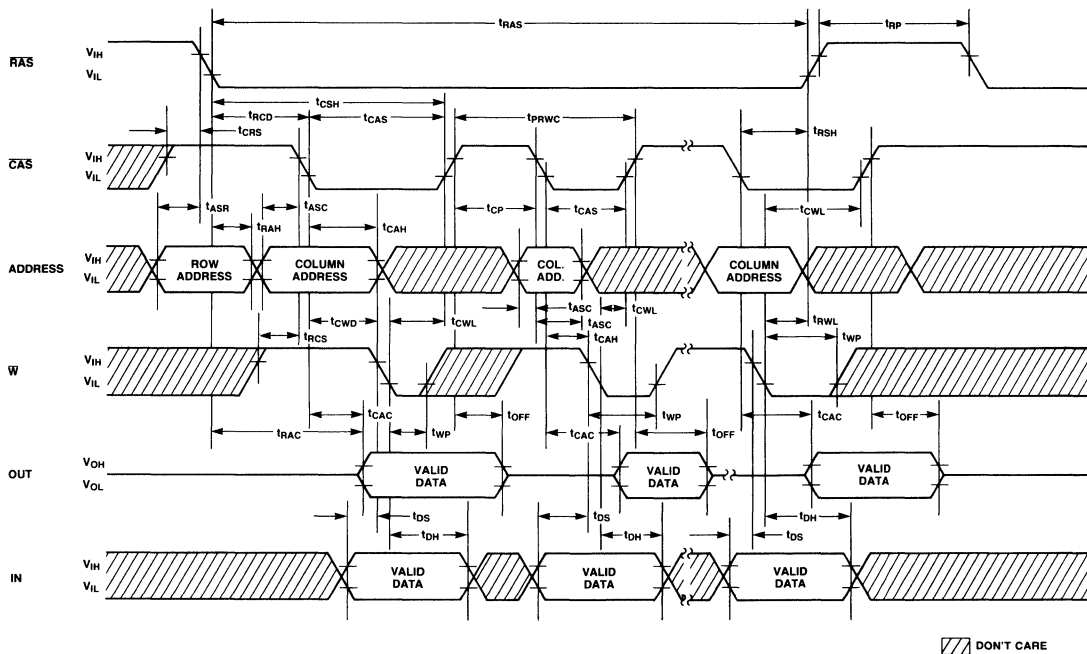 tRAS tRP
RAS VIH
VIL
tCSH
tRCD tCAS tPRWC
tCRS tRSH
CAS VIH
VIL
tASR tASC tCP tCAS tCWL
tRAH tCAH
ADDRESS VIH
VIL
ROW ADDRESS
COLUMN ADDRESS
COL. ADD.
COLUMN ADDRESS
tCWD tCWL tASC tCWL tRWL
tRCS tASC tWP
tCAH
W VIH
VIL
tCAC tOFF tWP tCAC tOFF
tRAC tWP tCAC tOFF
OUT VOH
VOL
VALID DATA
VALID DATA
VALID DATA
tDS tDS tDH
tDH tDH tDS
IN VIH
VIL
VALID DATA
VALID DATA
VALID DATA
DON'T CARE